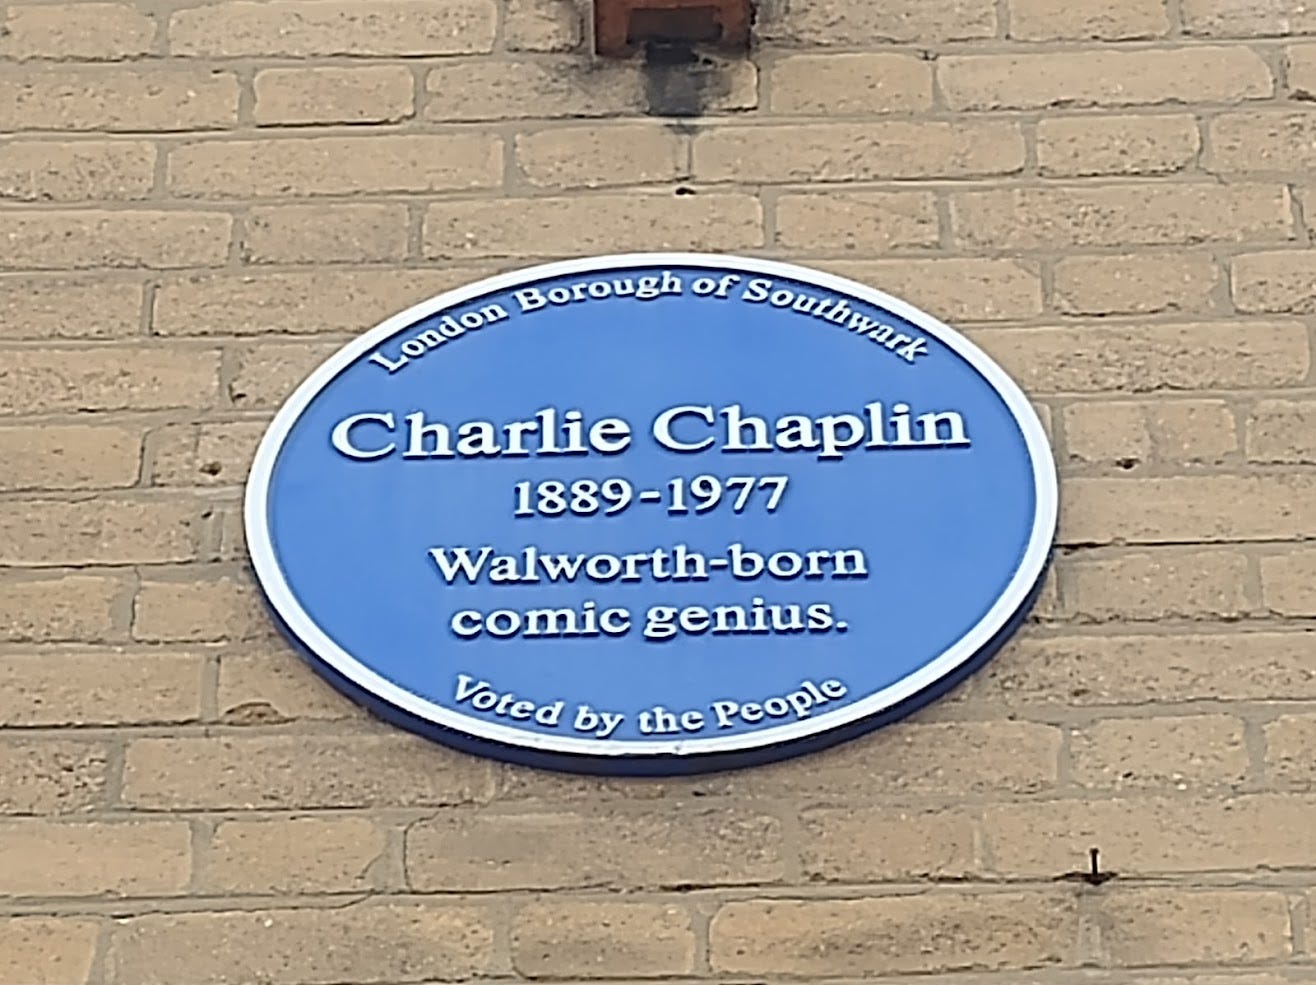 London Borough of Southwark
Charlie Chaplin
1889-1977
Walworth-born
comic genius.
Voted by the People